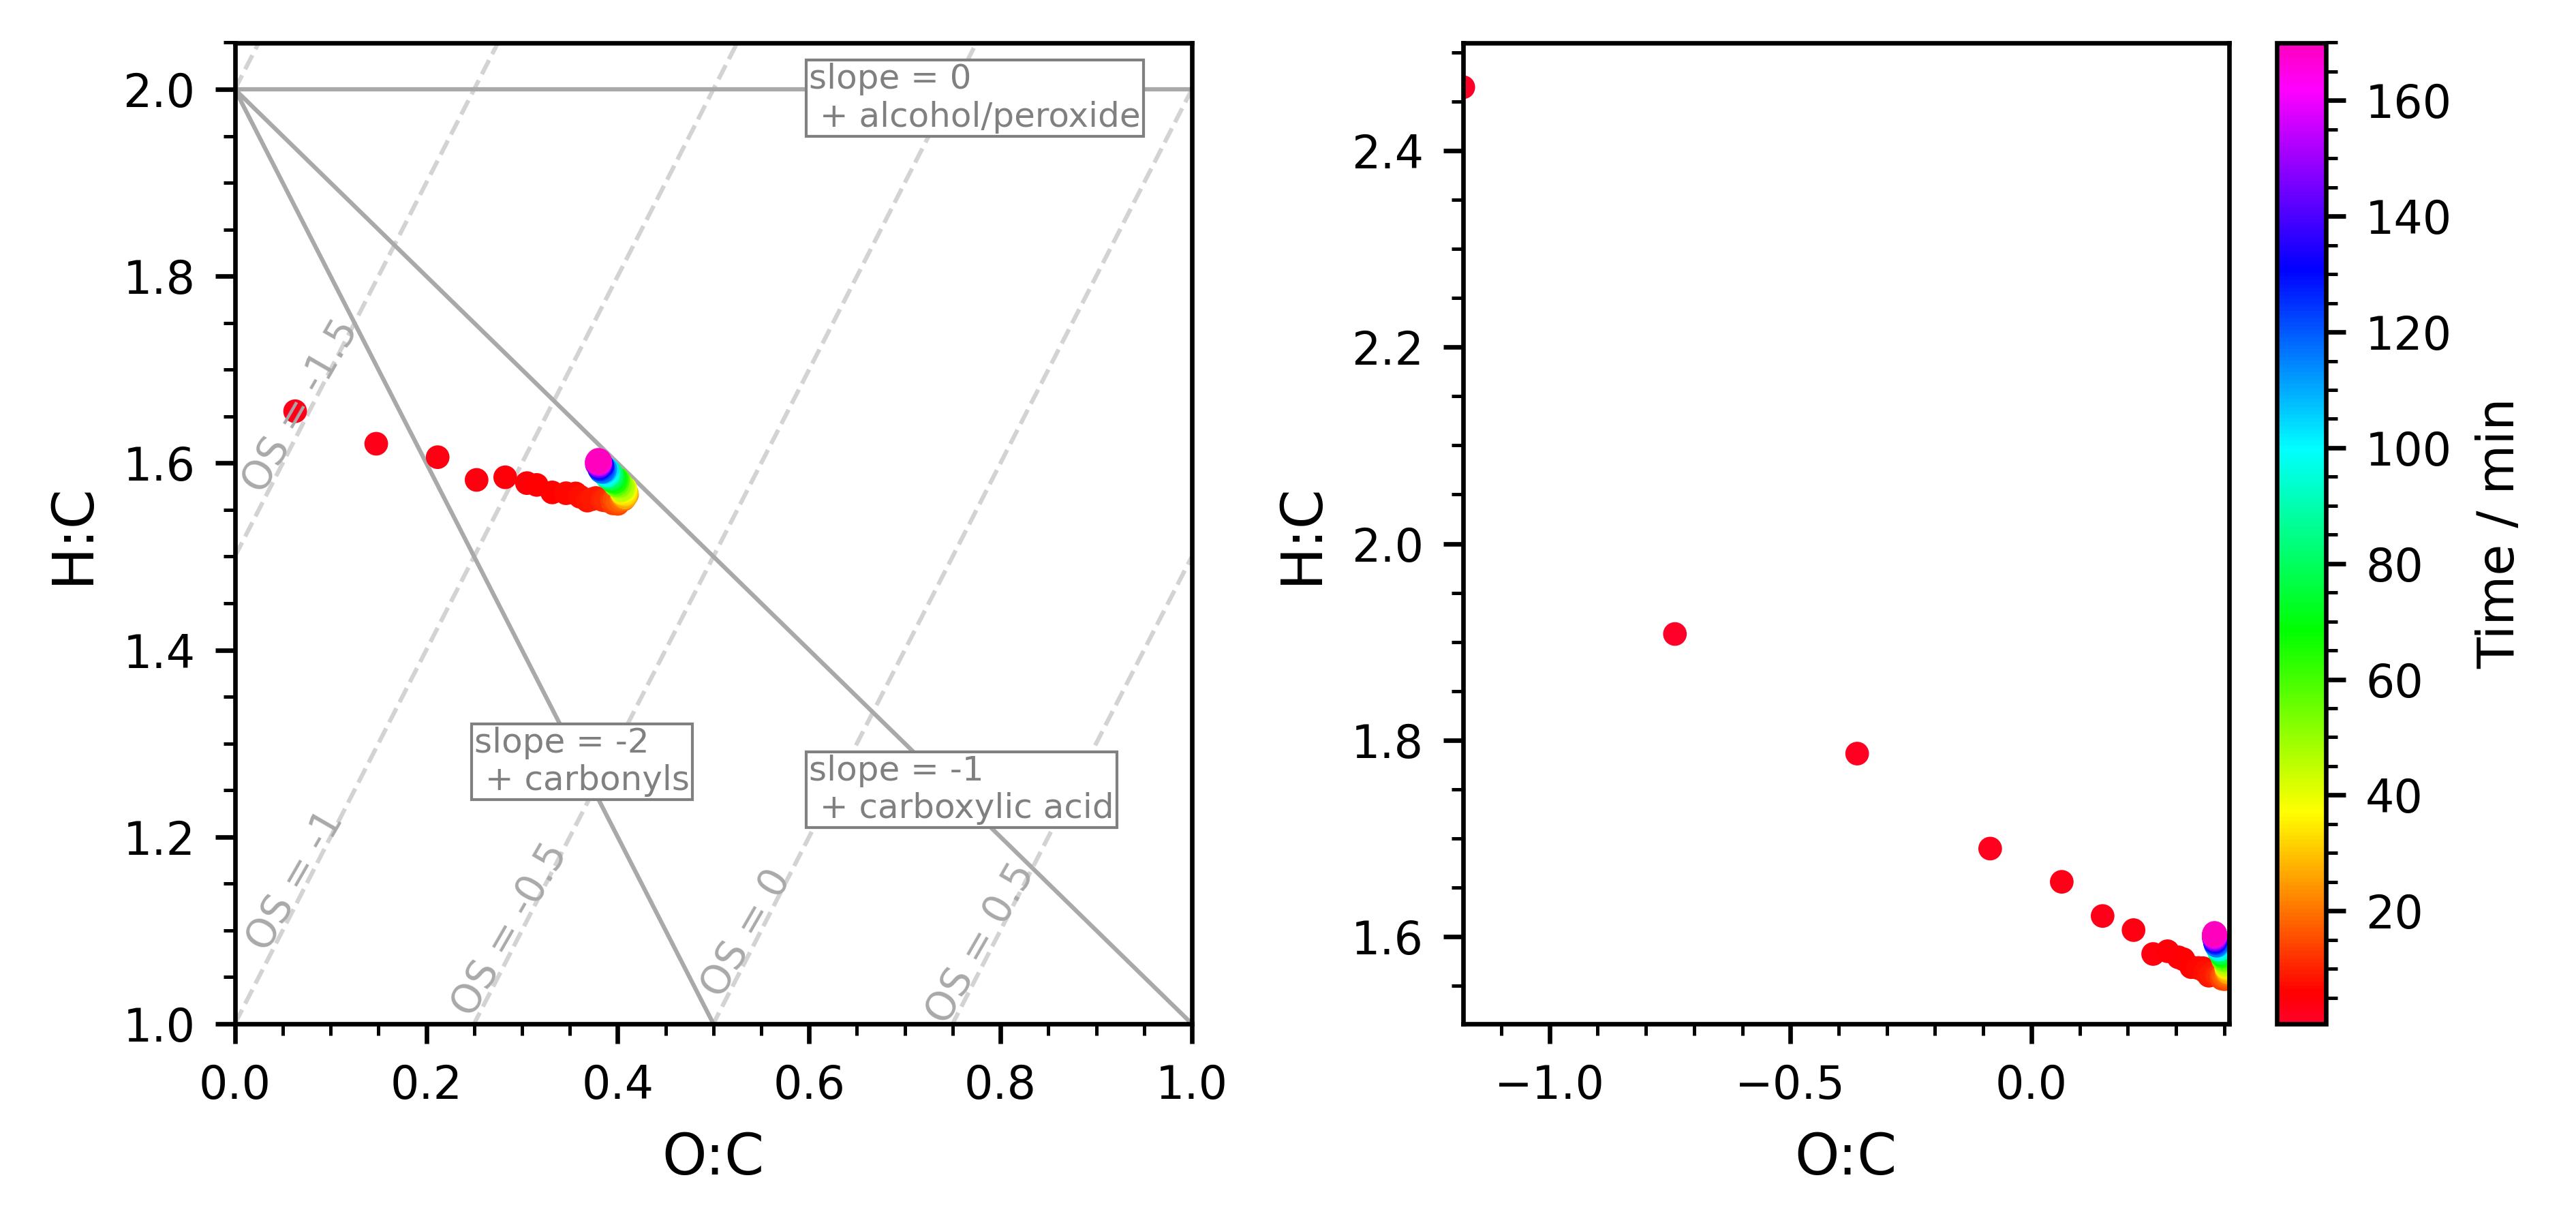 2.0
1.8
1.6
1.4
1.2
1.0
H:C
0.0
0.2
0.4
0.6
0.8
1.0
O:C
slope = 0
+ alcohol/peroxide
slope = -2
+ carbonyls
slope = -1
+ carboxylic acid
OS = -1.5
OS = -1
OS = -0.5
OS = 0
OS = 0.5
2.4
2.2
2.0
1.8
1.6
H:C
−1.0
−0.5
0.0
O:C
160
140
120
100
80
60
40
20
Time / min